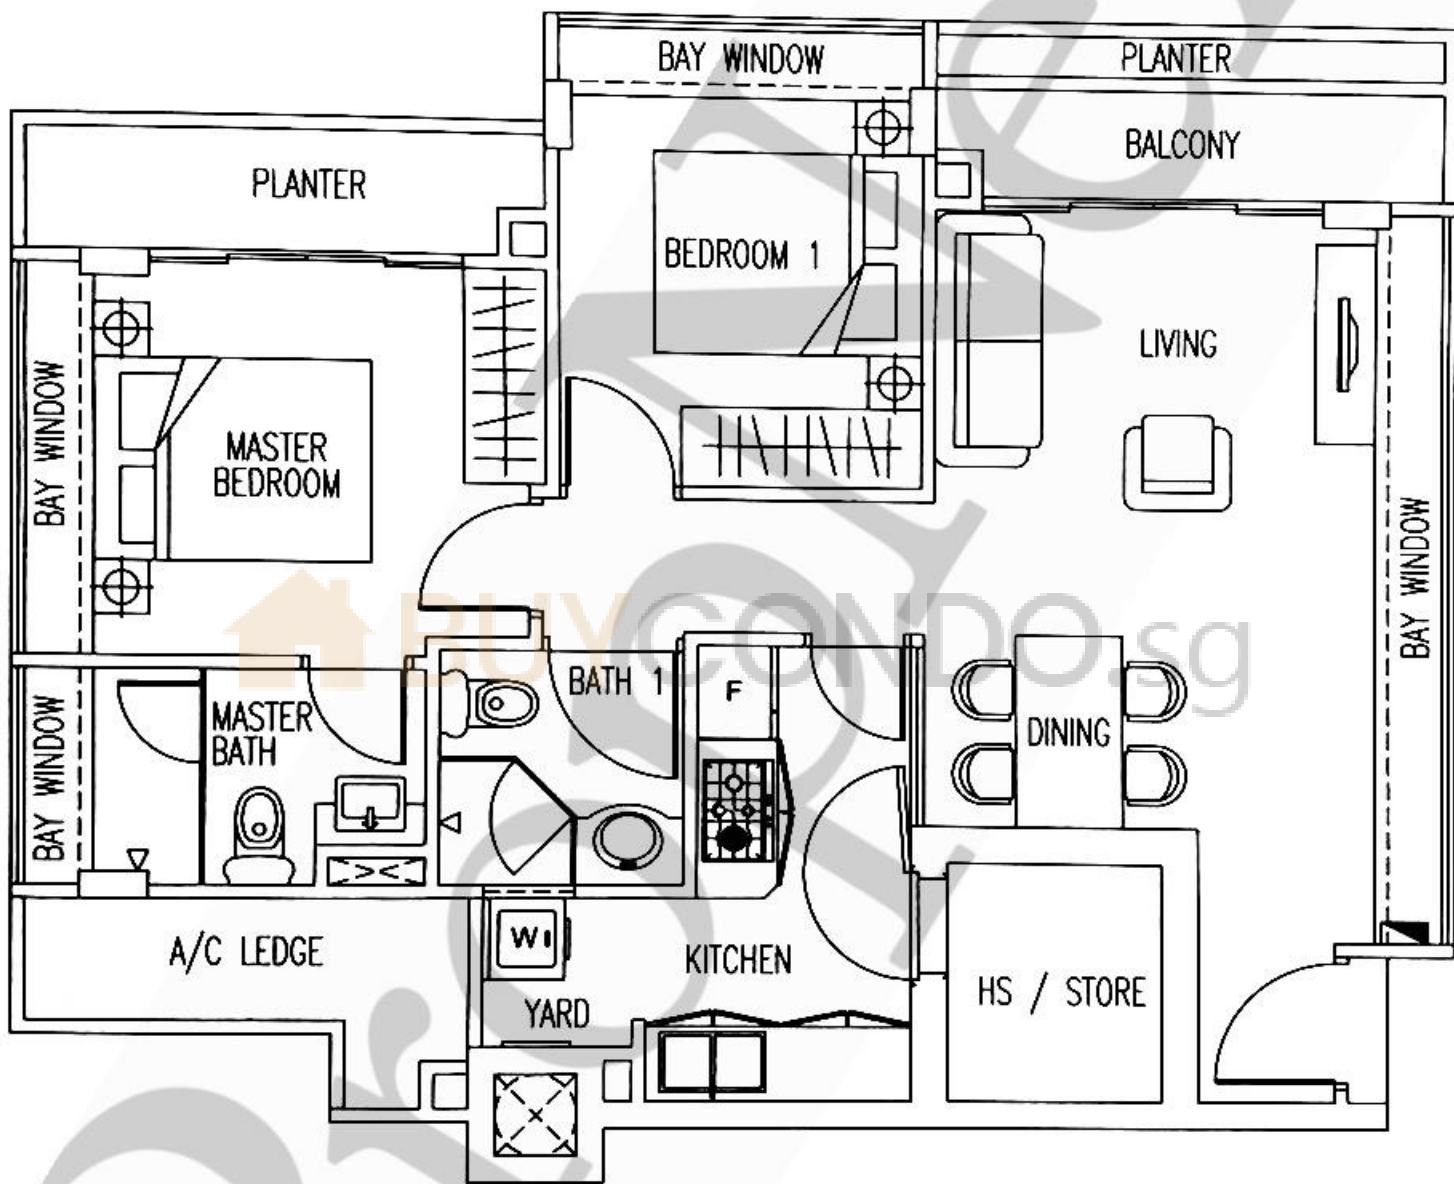 BAY WINDOW
PLANTER
BALCONY
PLANTER
BEDROOM 1
LIVING
BAY WINDOW
MASTER
BEDROOM
BAY WINDOW
BUYCONDO.sg
BATH 1
F
MASTER
BATH
DINING
BAY WINDOW
A/C LEDGE
W
KITCHEN
HS / STORE
YARD